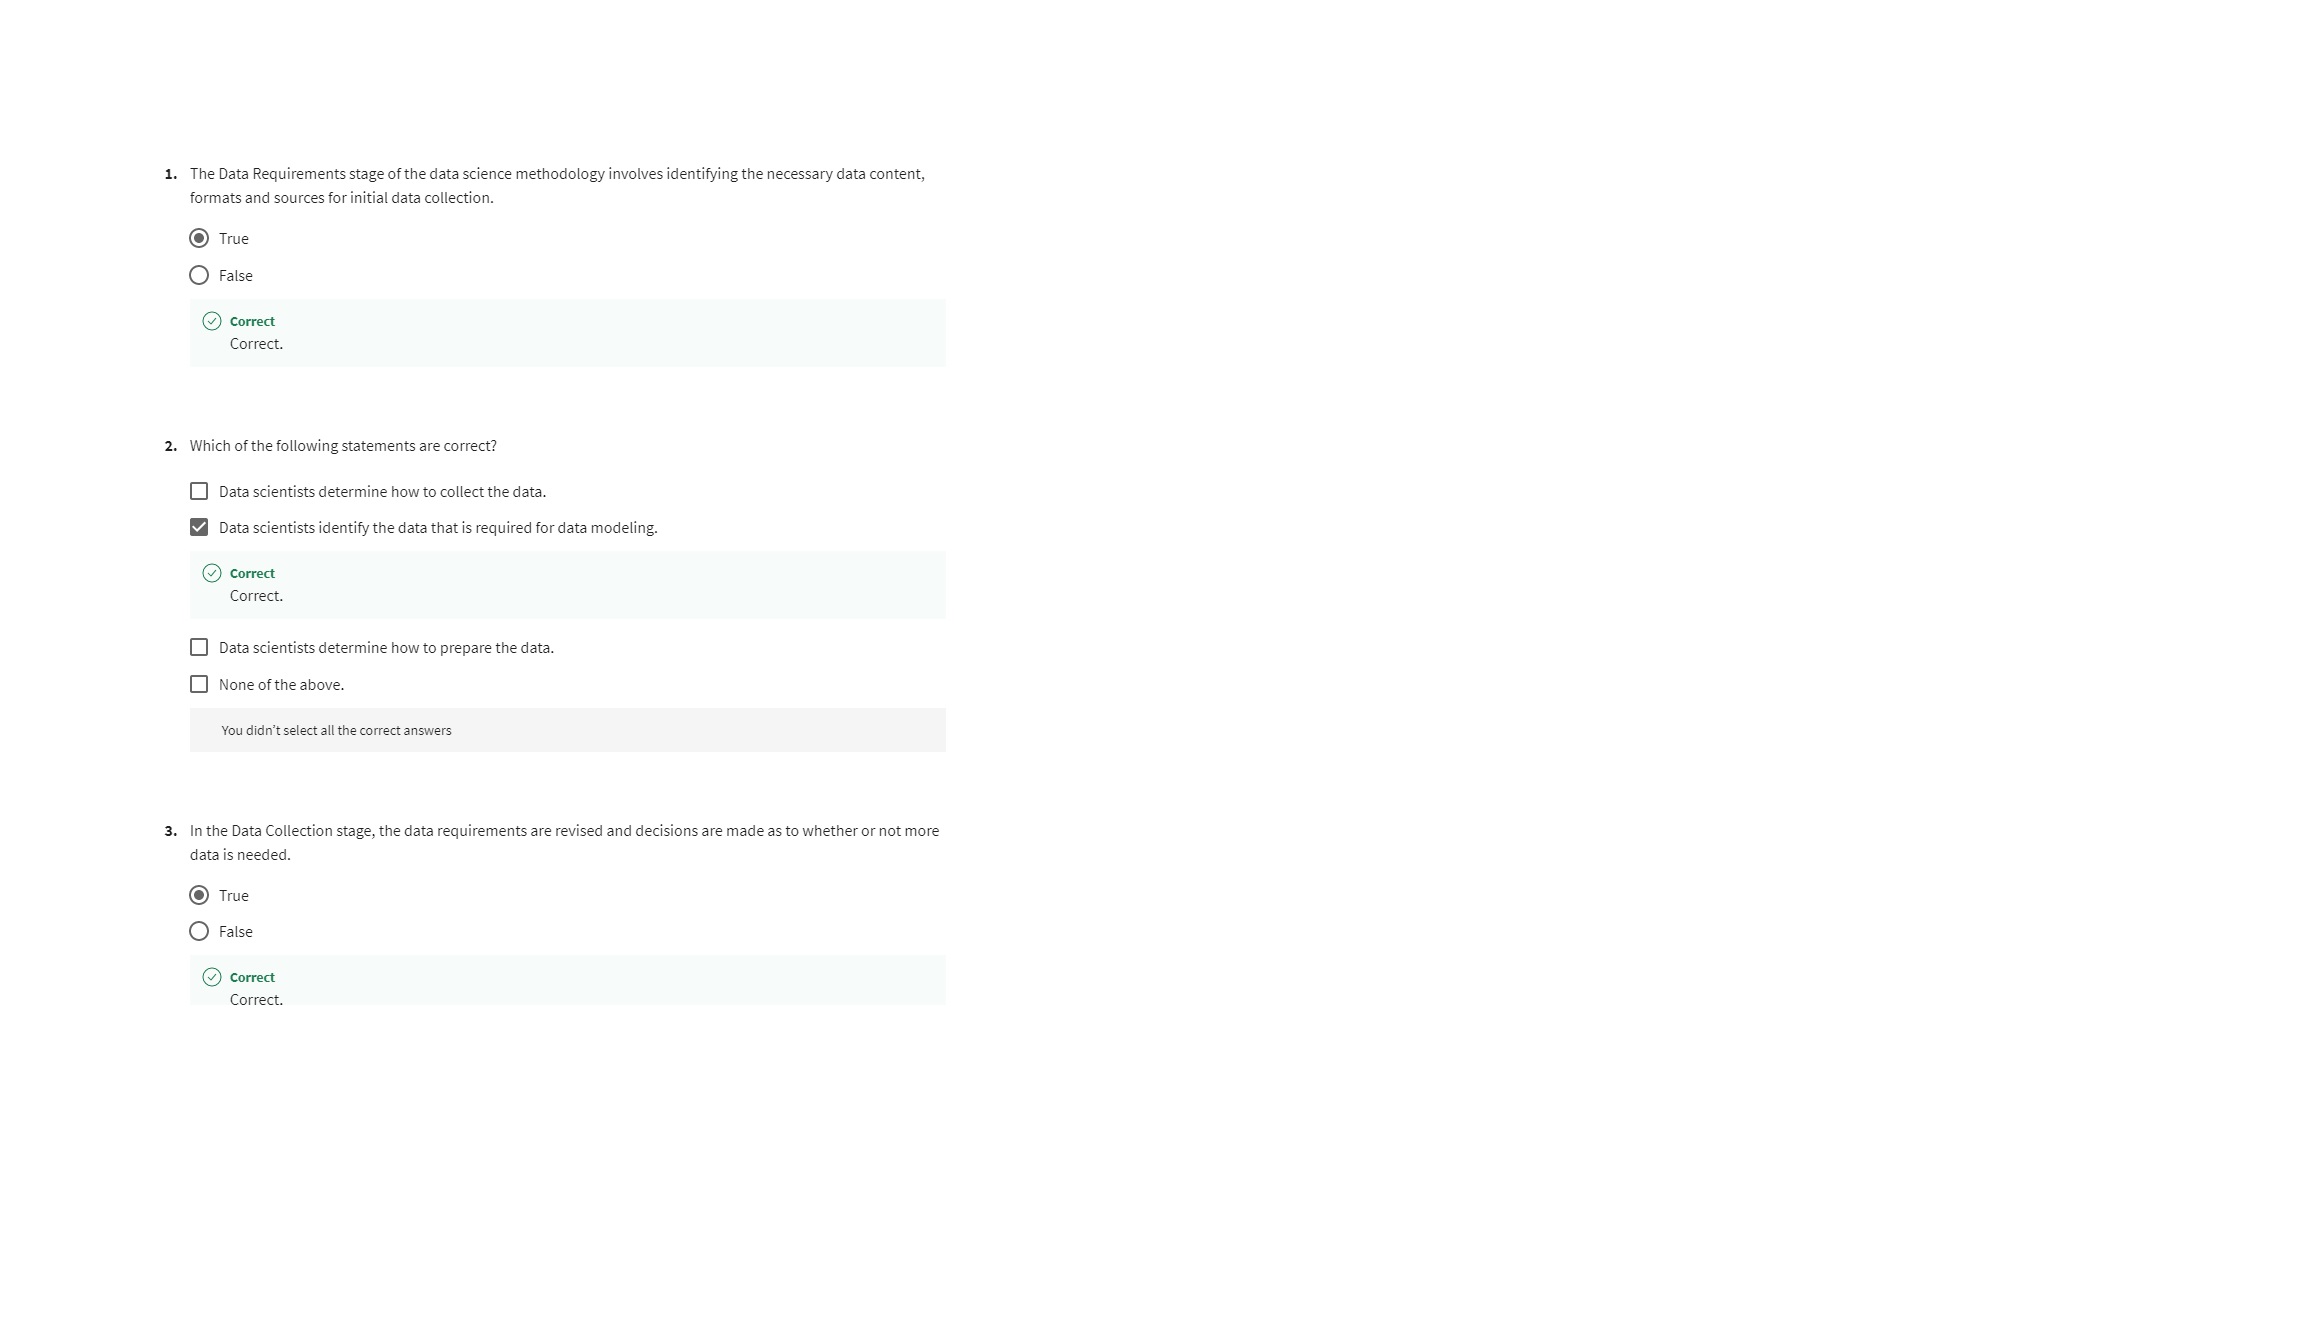 1. The Data Requirements stage of the data science methodology involves identifying the necessary data content,
formats and sources for initial data collection.
True
False
Correct
Correct.
2. Which of the following statements are correct?
Data scientists determine how to collect the data.
Data scientists identify the data that is required for data modeling.
Correct
Correct.
Data scientists determine how to prepare the data.
None of the above.
You didn't select all the correct answers
3. In the Data Collection stage, the data requirements are revised and decisions are made as to whether or not more
data is needed.
True
False
Correct
Correct.